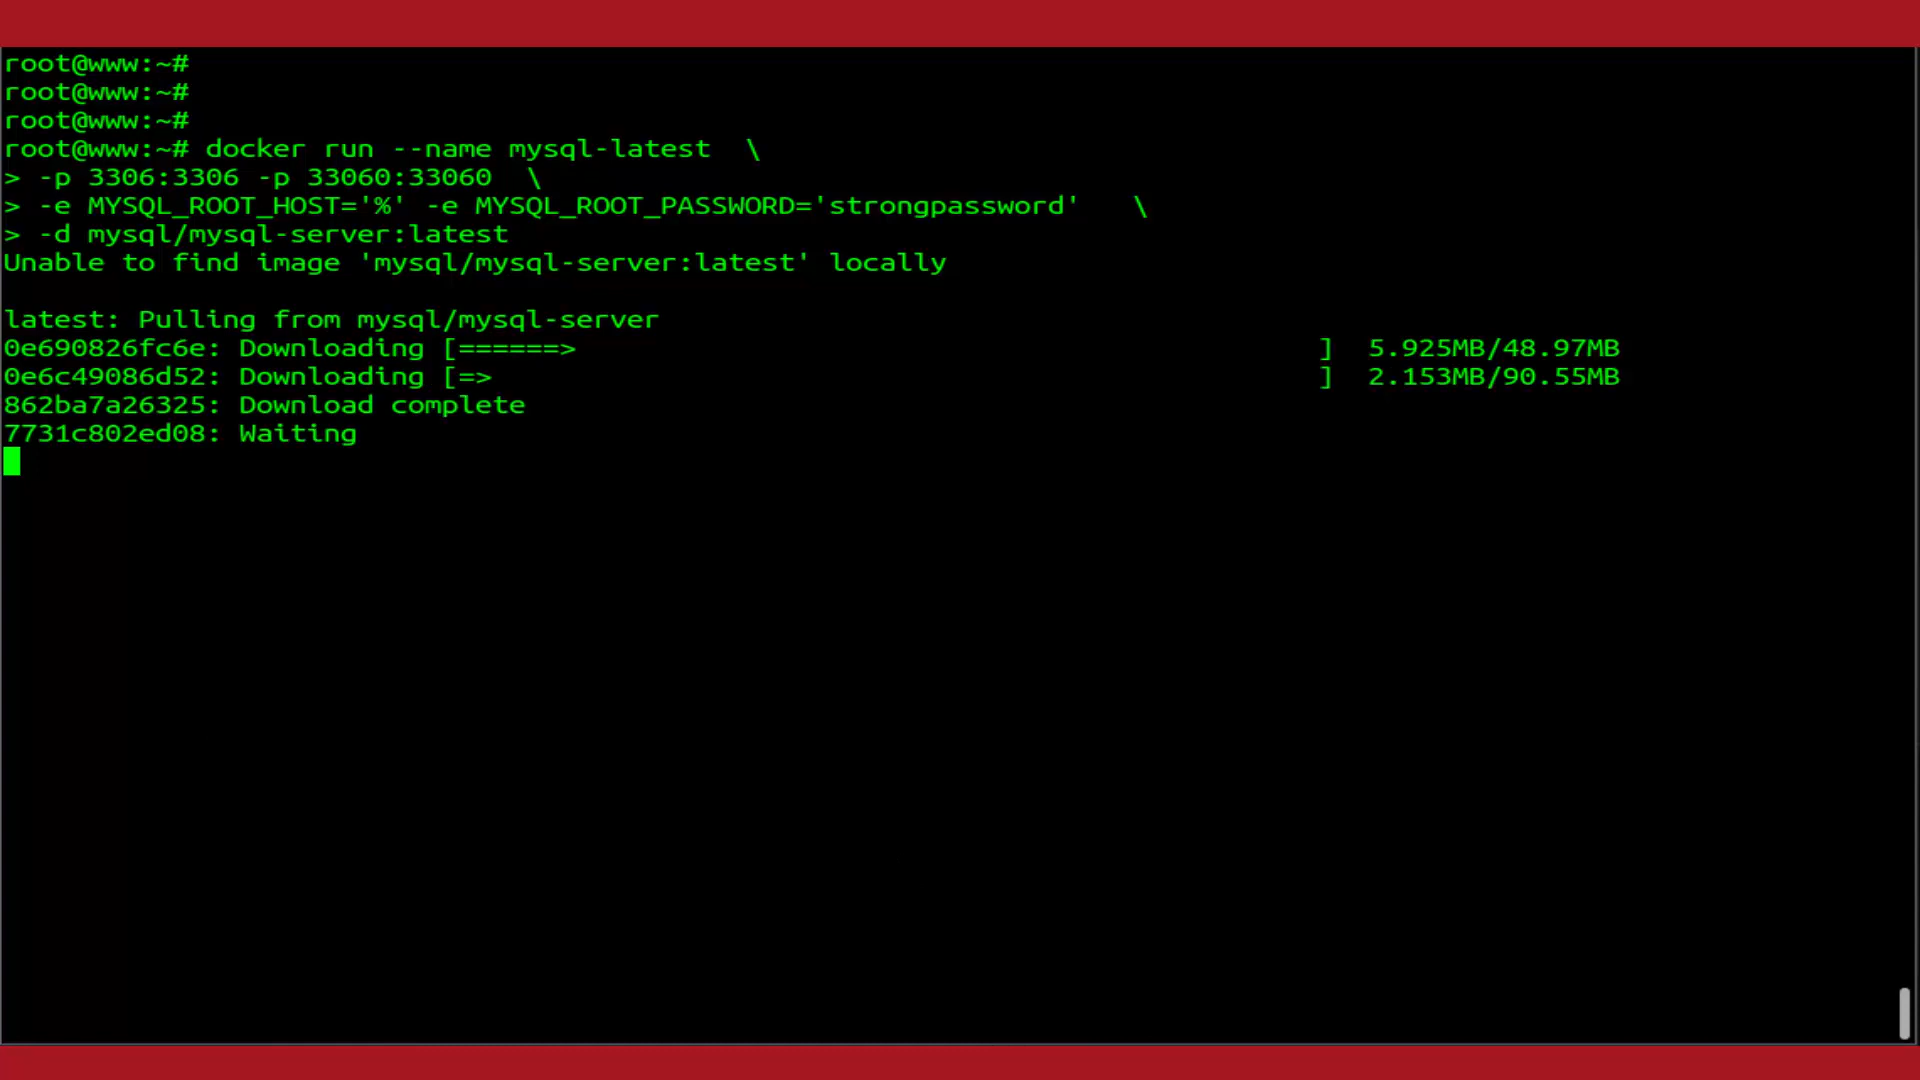 root@www:~#
root@www:~#
root@www:~#
root@www:~# docker run --name mysql-latest  \
> -p 3306:3306 -p 33060:33060  \
> -e MYSQL_ROOT_HOST='%' -e MYSQL_ROOT_PASSWORD='strongpassword'   \
> -d mysql/mysql-server:latest
Unable to find image 'mysql/mysql-server:latest' locally
latest: Pulling from mysql/mysql-server
0e690826fc6e: Downloading [======>                                            ]  5.925MB/48.97MB
0e6c49086d52: Downloading [=>                                                 ]  2.153MB/90.55MB
862ba7a26325: Download complete
7731c802ed08: Waiting